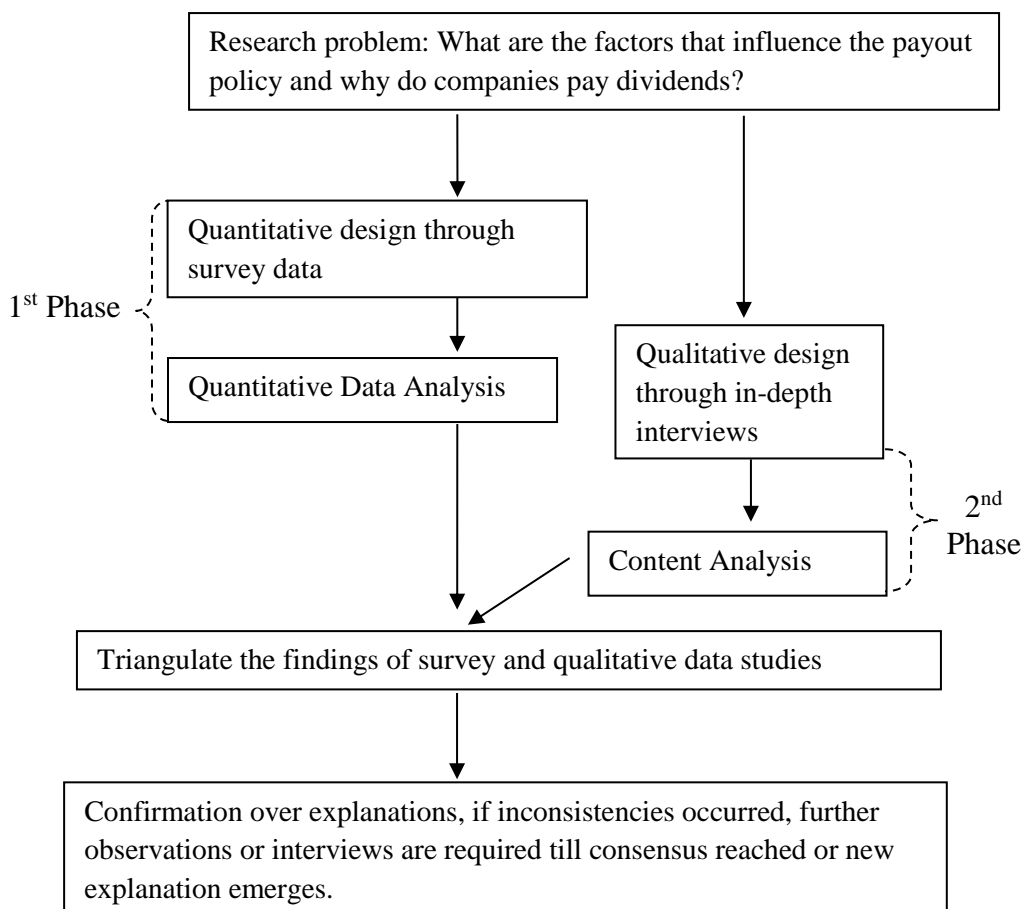 Research problem: What are the factors that influence the payout
policy and why do companies pay dividends?
Quantitative design through
survey data
1st Phase
Quantitative Data Analysis
Qualitative design
through in-depth
interviews
2nd
Phase
Content Analysis
Triangulate the findings of survey and qualitative data studies
Confirmation over explanations, if inconsistencies occurred, further
observations or interviews are required till consensus reached or new
explanation emerges.